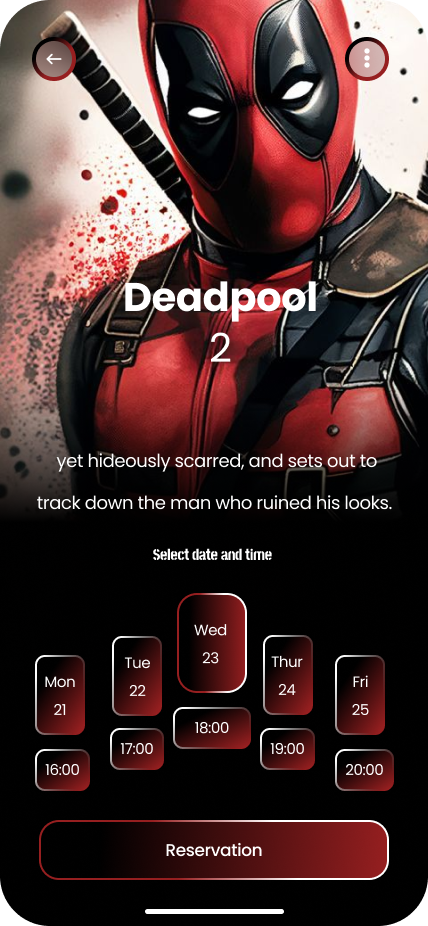 Deadpool
2
yet hideously scarred, and sets out to
track down the man who ruined his looks.
Select date and time
Mon
21
Tue
22
Wed
23
Thur
24
Fri
25
16:00
17:00
18:00
19:00
20:00
Reservation